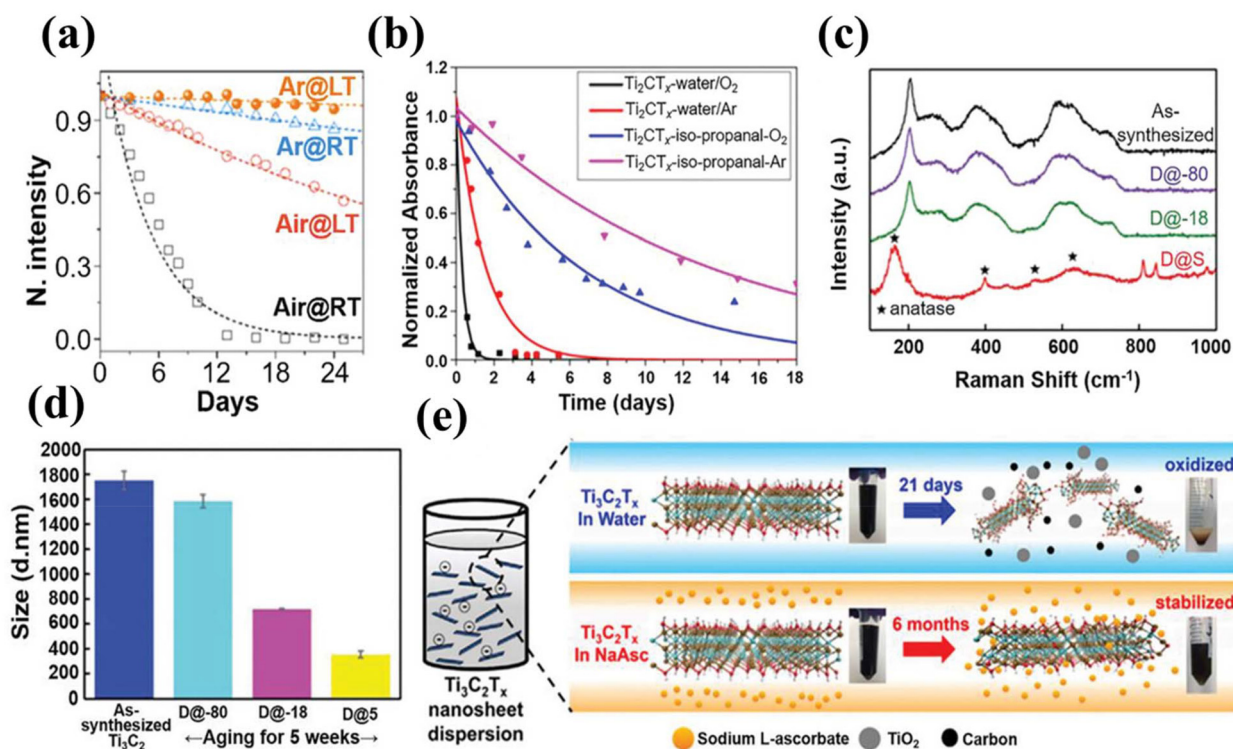 (a)
N. intensity
0.9
0.6
0.3
0.0
Ar@LT
Ar@RT
Air@LT
Air@RT
0 6 12 18 24
Days
(b)
Normalized Absorbance
1.2
1.0
0.8
0.6
0.4
0.2
0.0
Ti₂CTₓ-water/O₂
Ti₂CTₓ-water/Ar
Ti₂CTₓ-iso-propanal-O₂
Ti₂CTₓ-iso-propanal-Ar
0 2 4 6 8 10 12 14 16 18
Time (days)
(c)
Intensity (a.u.)
As-
synthesized
D@-80
D@-18
D@S
★ anatase
200 400 600 800 1000
Raman Shift (cm⁻¹)
(d)
Size (d.nm)
2000
1800
1600
1400
1200
1000
800
600
400
200
0
As-
synthesized
Ti₃C₂
D@-80 D@-18 D@5
←Aging for 5 weeks→
(e)
Ti₃C₂Tₓ
nanosheet
dispersion
Ti₃C₂Tₓ
In Water
21 days
oxidized
Ti₃C₂Tₓ
In NaAsc
6 months
stabilized
Sodium L-ascorbate TiO₂ Carbon